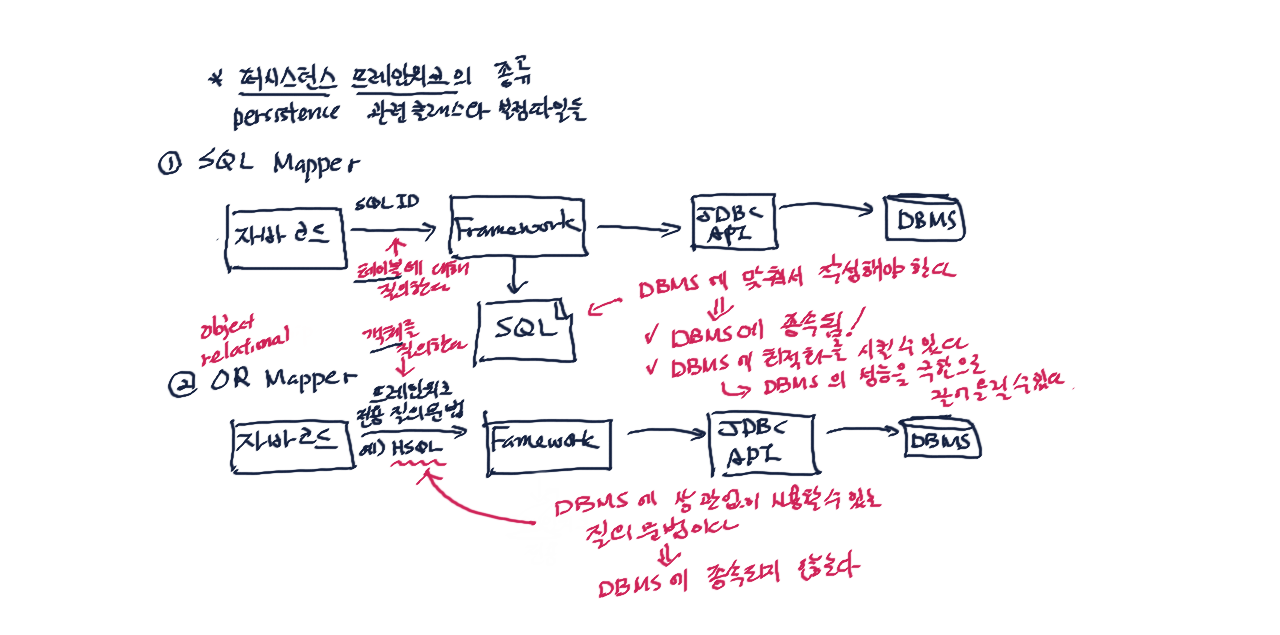 * 퍼시스턴스 프레임워크의 종류
persistence 관련 클래스와 설정파일들
① SQL Mapper
자바 코드
SQL ID
Framework
JDBC
API
DBMS
테이블에 대해
질의한다
SQL
DBMS에 맞춰서 작성해야 한다
⇓
✓ DBMS에 종속됨!
✓ DBMS에 최적화를 시킬 수 있다
↳ DBMS의 성능을 극한으로
끌어올릴 수 있다
object
relational
객체를
질의한다
② OR Mapper
프레임워크
전용 질의 문법
자바 코드
예) HSQL
Famework
JDBC
API
DBMS
DBMS에 상관없이 사용할 수 있는
질의 문법이다
⇓
DBMS에 종속되지 않는다